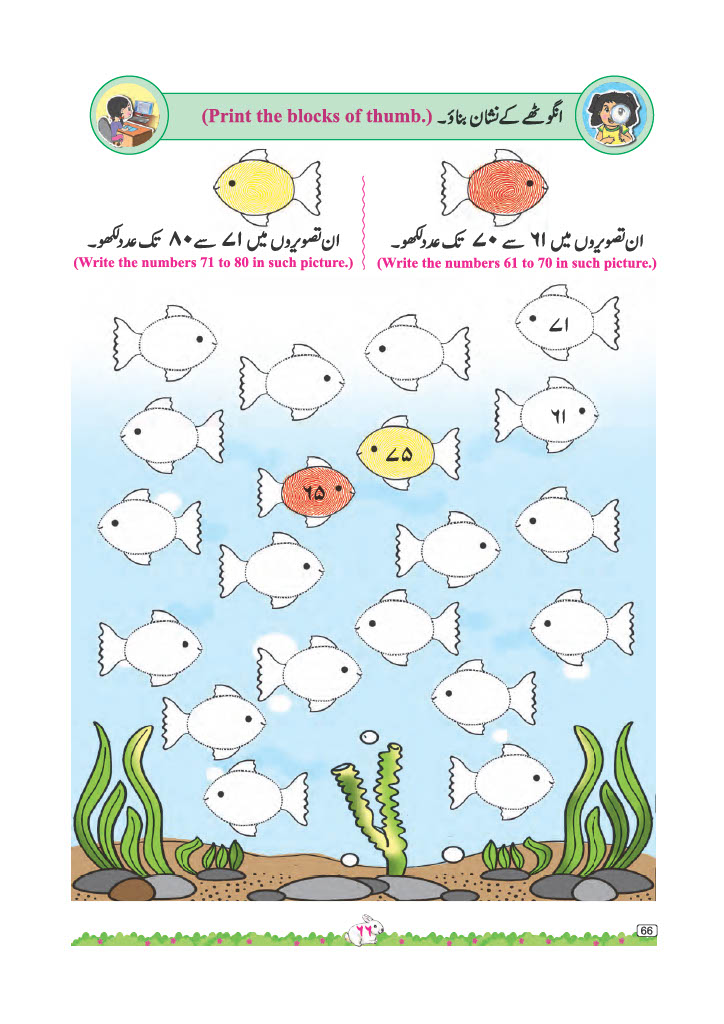 انگوٹھے کے نشان بناؤ۔ (Print the blocks of thumb.)
ان تصویروں میں ۶۱ سے ۷۰ تک عدد لکھو۔
(Write the numbers 61 to 70 in such picture.)
ان تصویروں میں ۷۱ سے ۸۰ تک عدد لکھو۔
(Write the numbers 71 to 80 in such picture.)
۷۱
۶۱
۷۵
۶۵
۶۶
66